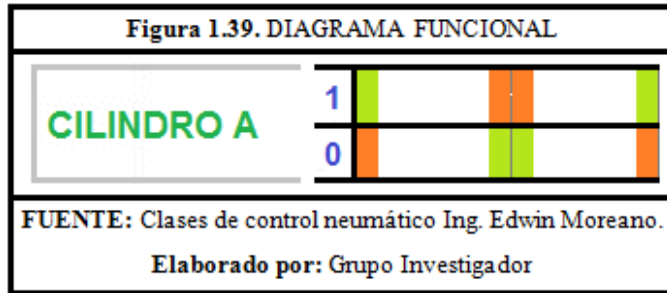 Figura 1.39. DIAGRAMA FUNCIONAL
1
CILINDRO A
0
FUENTE: Clases de control neumático Ing. Edwin Moreano.
Elaborado por: Grupo Investigador